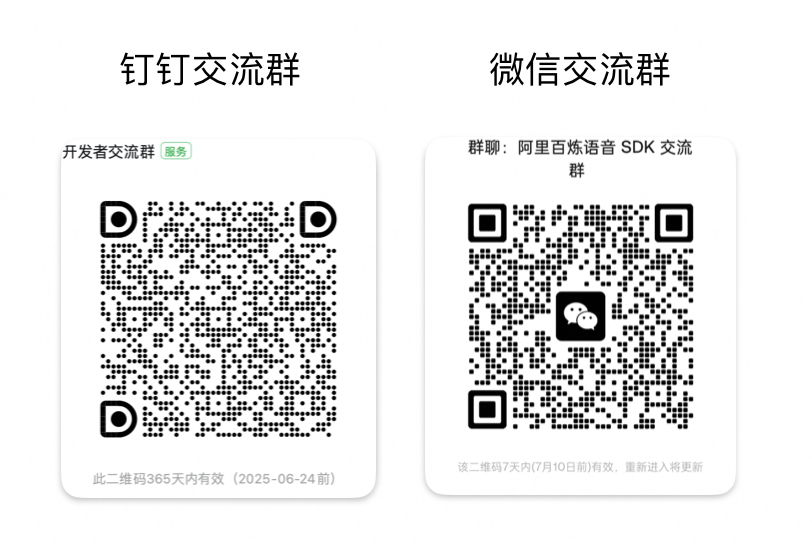 钉钉交流群
微信交流群
开发者交流群 服务
群聊：阿里百炼语音 SDK 交流
群
此二维码365天内有效（2025-06-24前）
该二维码7天内(7月10日前)有效，重新进入将更新